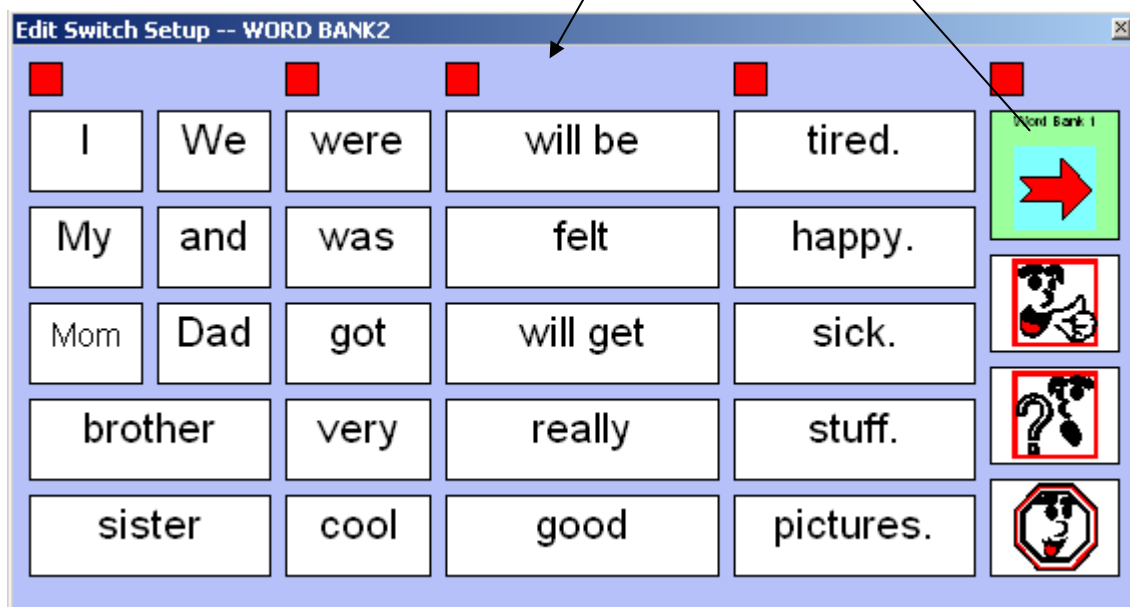 Edit Switch Setup -- WORD BANK2
I We were will be tired.
Word Bank 1
My and was felt happy.
Mom Dad got will get sick.
brother very really stuff.
sister cool good pictures.